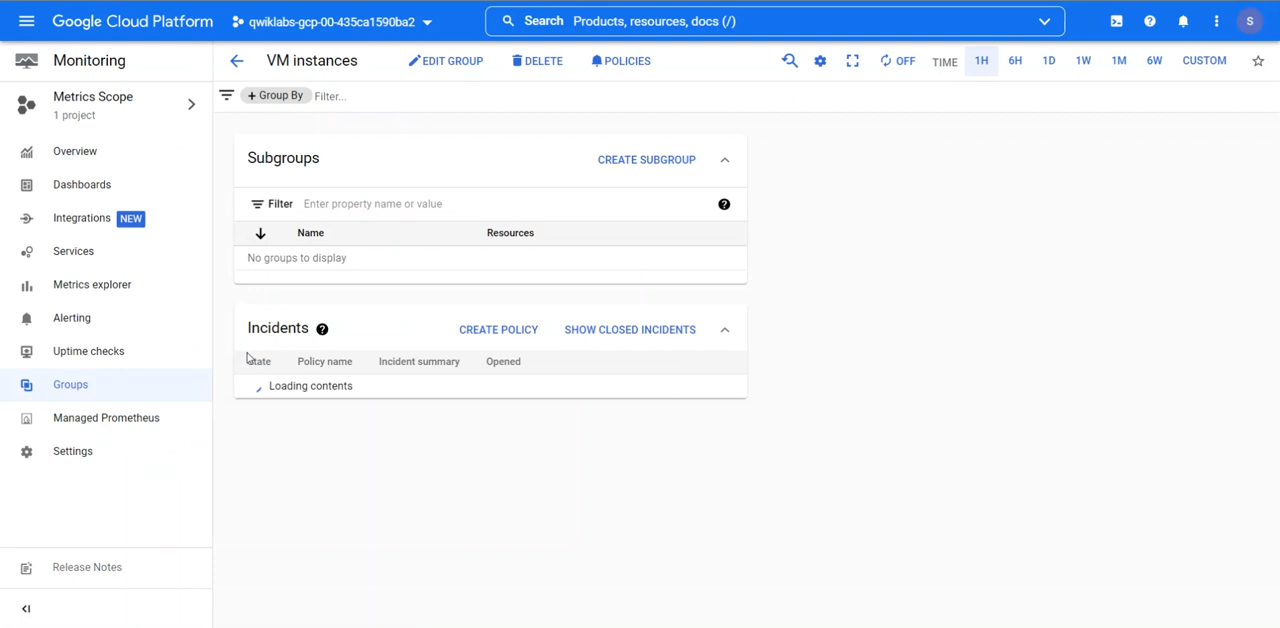 Google Cloud Platform qwiklabs-gcp-00-435ca1590ba2 Search Products, resources, docs (/) S
Monitoring
VM instances EDIT GROUP DELETE POLICIES OFF TIME 1H 6H 1D 1W 1M 6W CUSTOM
Metrics Scope
1 project
+ Group By Filter...
Overview
Dashboards
Integrations NEW
Services
Metrics explorer
Alerting
Uptime checks
Groups
Managed Prometheus
Settings
Release Notes
Subgroups CREATE SUBGROUP
Filter Enter property name or value
Name Resources
No groups to display
Incidents CREATE POLICY SHOW CLOSED INCIDENTS
State Policy name Incident summary Opened
Loading contents